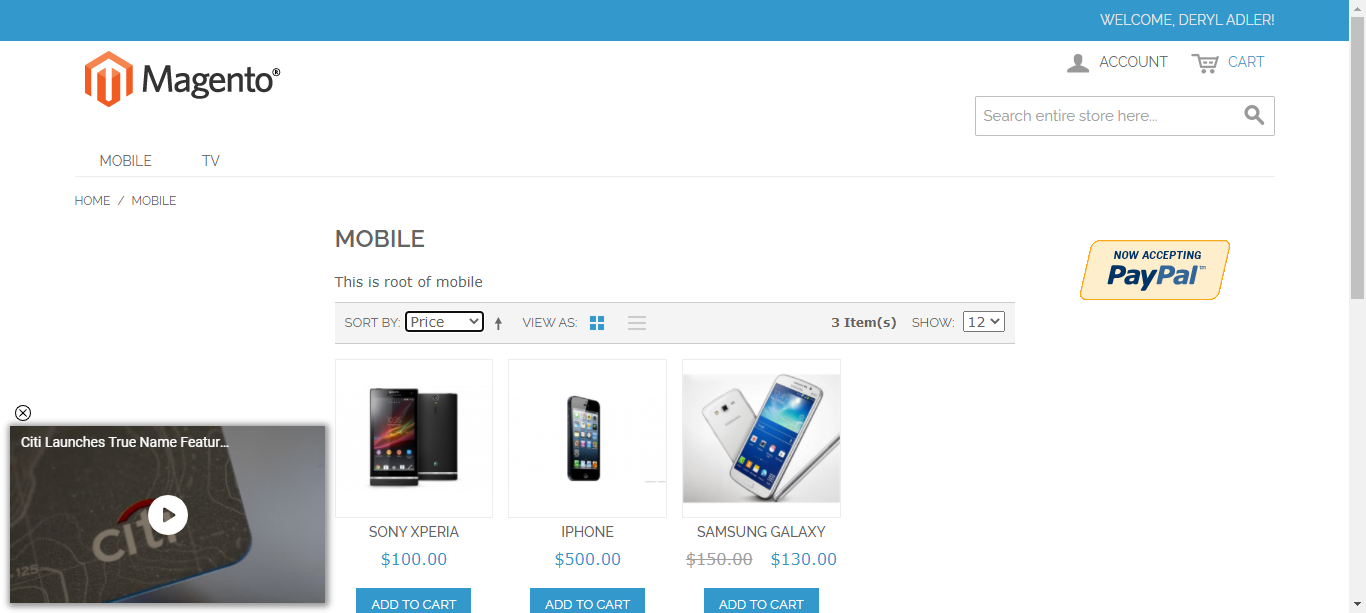 WELCOME, DERYL ADLER!
Magento®
ACCOUNT CART
Search entire store here...
MOBILE TV
HOME / MOBILE
MOBILE
NOW ACCEPTING
PayPal™
This is root of mobile
SORT BY: Price VIEW AS: 3 Item(s) SHOW: 12
Citi Launches True Name Featur...
citi
125
SONY XPERIA IPHONE SAMSUNG GALAXY
$100.00 $500.00 $150.00 $130.00
ADD TO CART ADD TO CART ADD TO CART